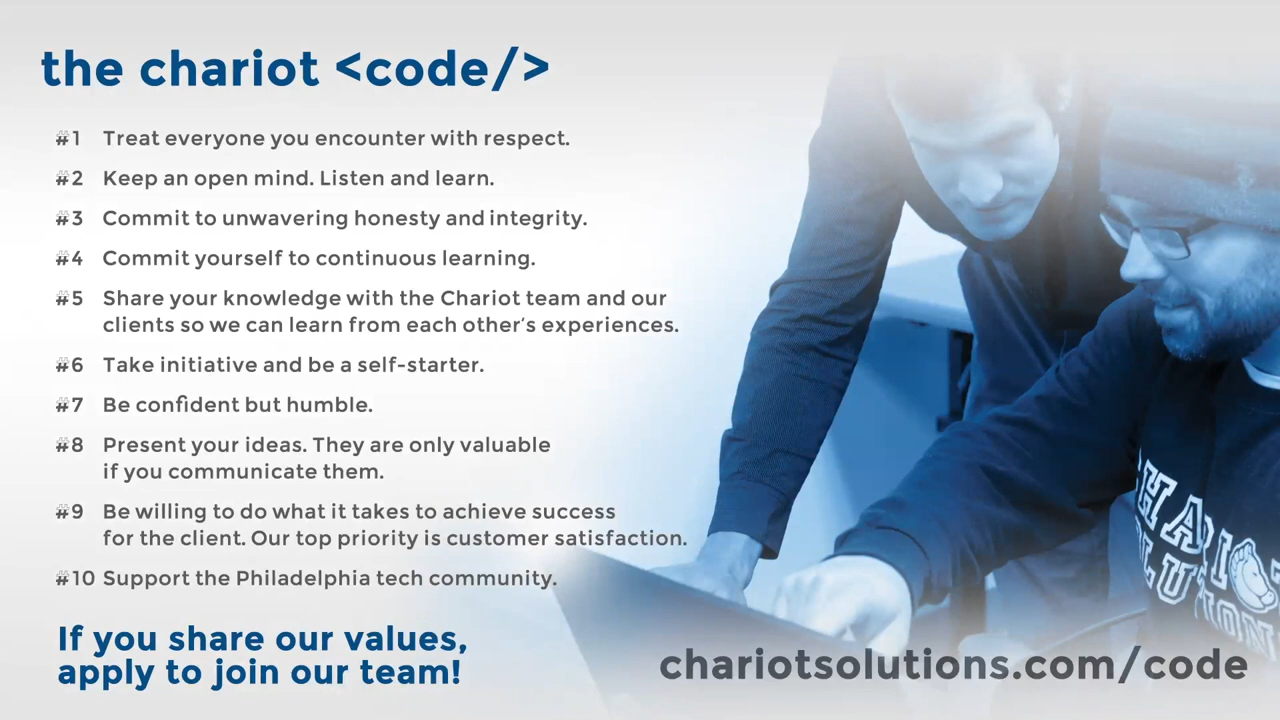 the chariot <code/>
#1 Treat everyone you encounter with respect.
#2 Keep an open mind. Listen and learn.
#3 Commit to unwavering honesty and integrity.
#4 Commit yourself to continuous learning.
#5 Share your knowledge with the Chariot team and our
clients so we can learn from each other's experiences.
#6 Take initiative and be a self-starter.
#7 Be confident but humble.
#8 Present your ideas. They are only valuable
if you communicate them.
#9 Be willing to do what it takes to achieve success
for the client. Our top priority is customer satisfaction.
#10 Support the Philadelphia tech community.
If you share our values,
apply to join our team!
chariotsolutions.com/code